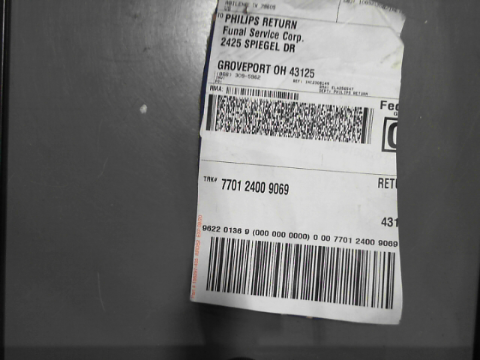 TO PHILIPS RETURN
Funai Service Corp.
2425 SPIEGEL DR
GROVEPORT OH 43125
RMA:
Fe
TRK# 7701 2400 9069
RETU
431
9622 0136 9 (000 000 0000) 0 00 7701 2400 9069